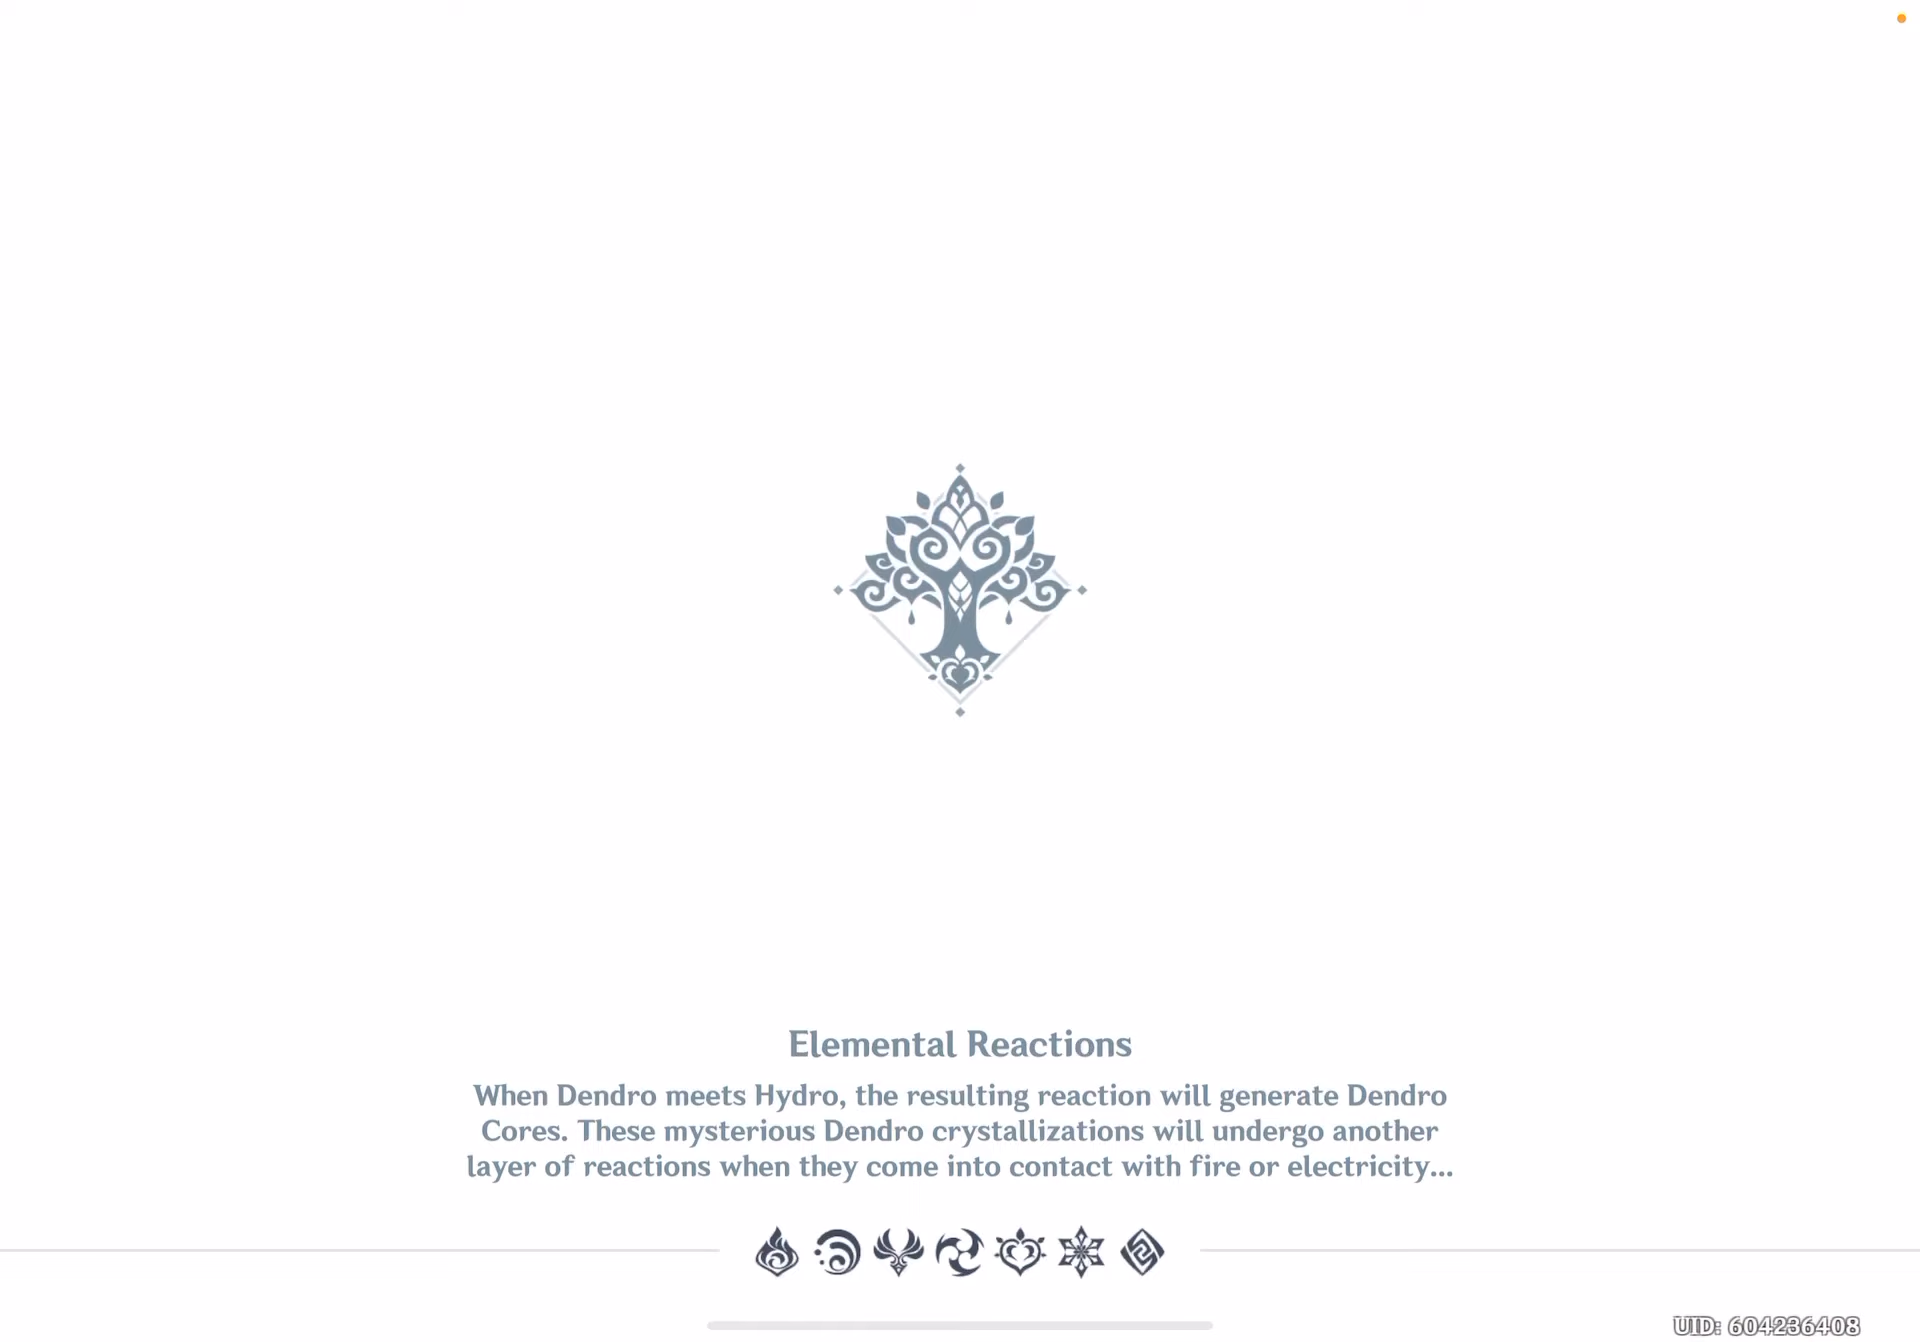 Elemental Reactions
When Dendro meets Hydro, the resulting reaction will generate Dendro
Cores. These mysterious Dendro crystallizations will undergo another
layer of reactions when they come into contact with fire or electricity...
UID: 604236408